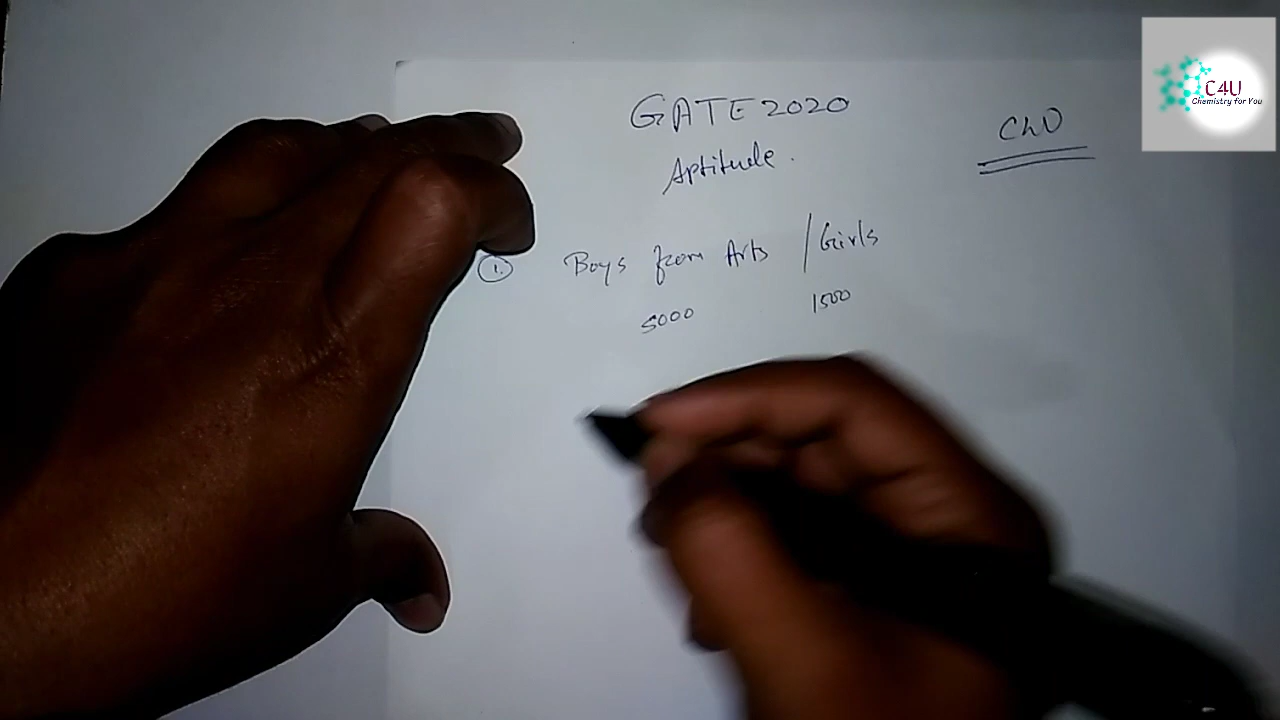 C4U
Chemistry for You
GATE 2020
C4U
Aptitude.
1. Boys from Arts / Girls
5000 1500